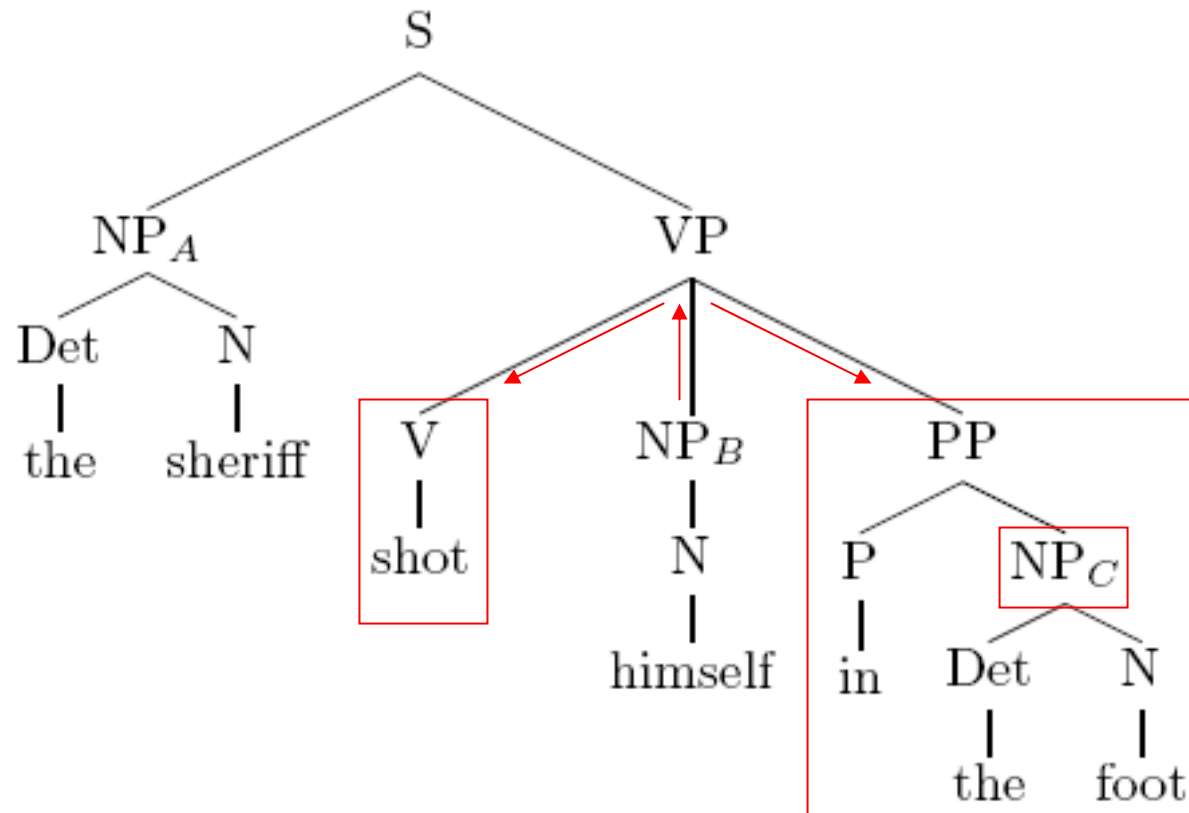 S
NP_A VP
Det N
V NP_B PP
the sheriff
shot N P NP_C
himself in Det N
the foot